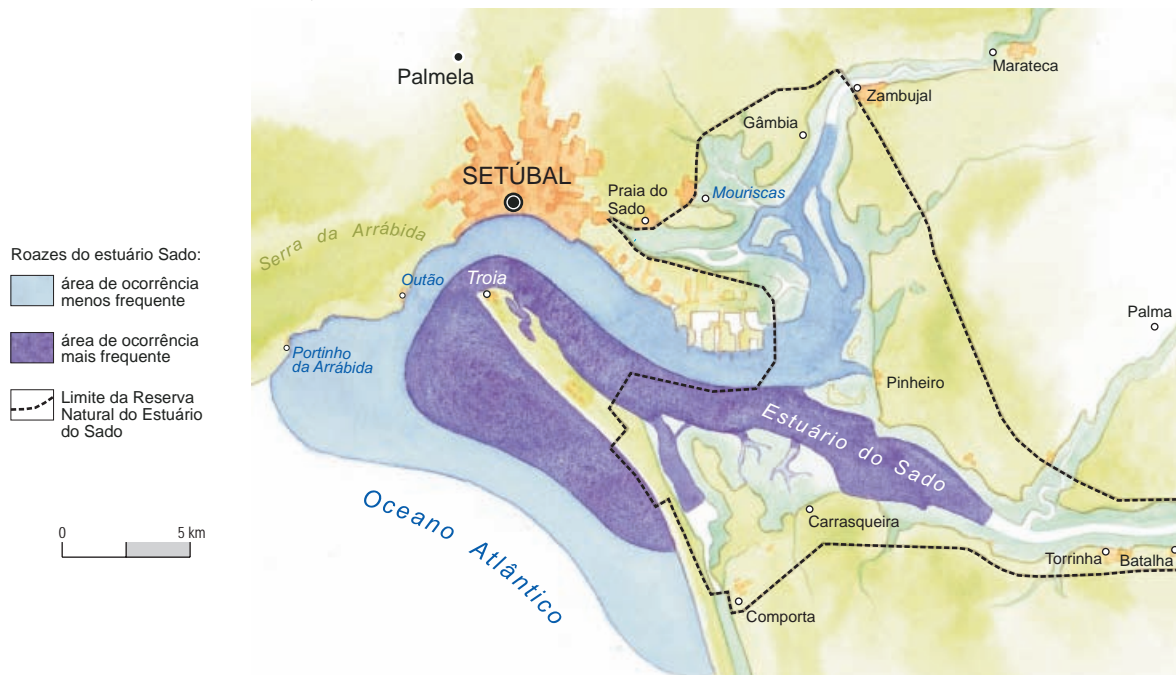 Palmela
Marateca
Zambujal
Gâmbia
SETÚBAL
Praia do
Sado
Mouriscas
Serra da Arrábida
Roazes do estuário Sado:
área de ocorrência
menos frequente
área de ocorrência
mais frequente
Limite da Reserva
Natural do Estuário
do Sado
Outão
Troia
Portinho
da Arrábida
Palma
Pinheiro
Estuário do Sado
Oceano Atlântico
Carrasqueira
Torrinha
Batalha
Comporta
0
5 km